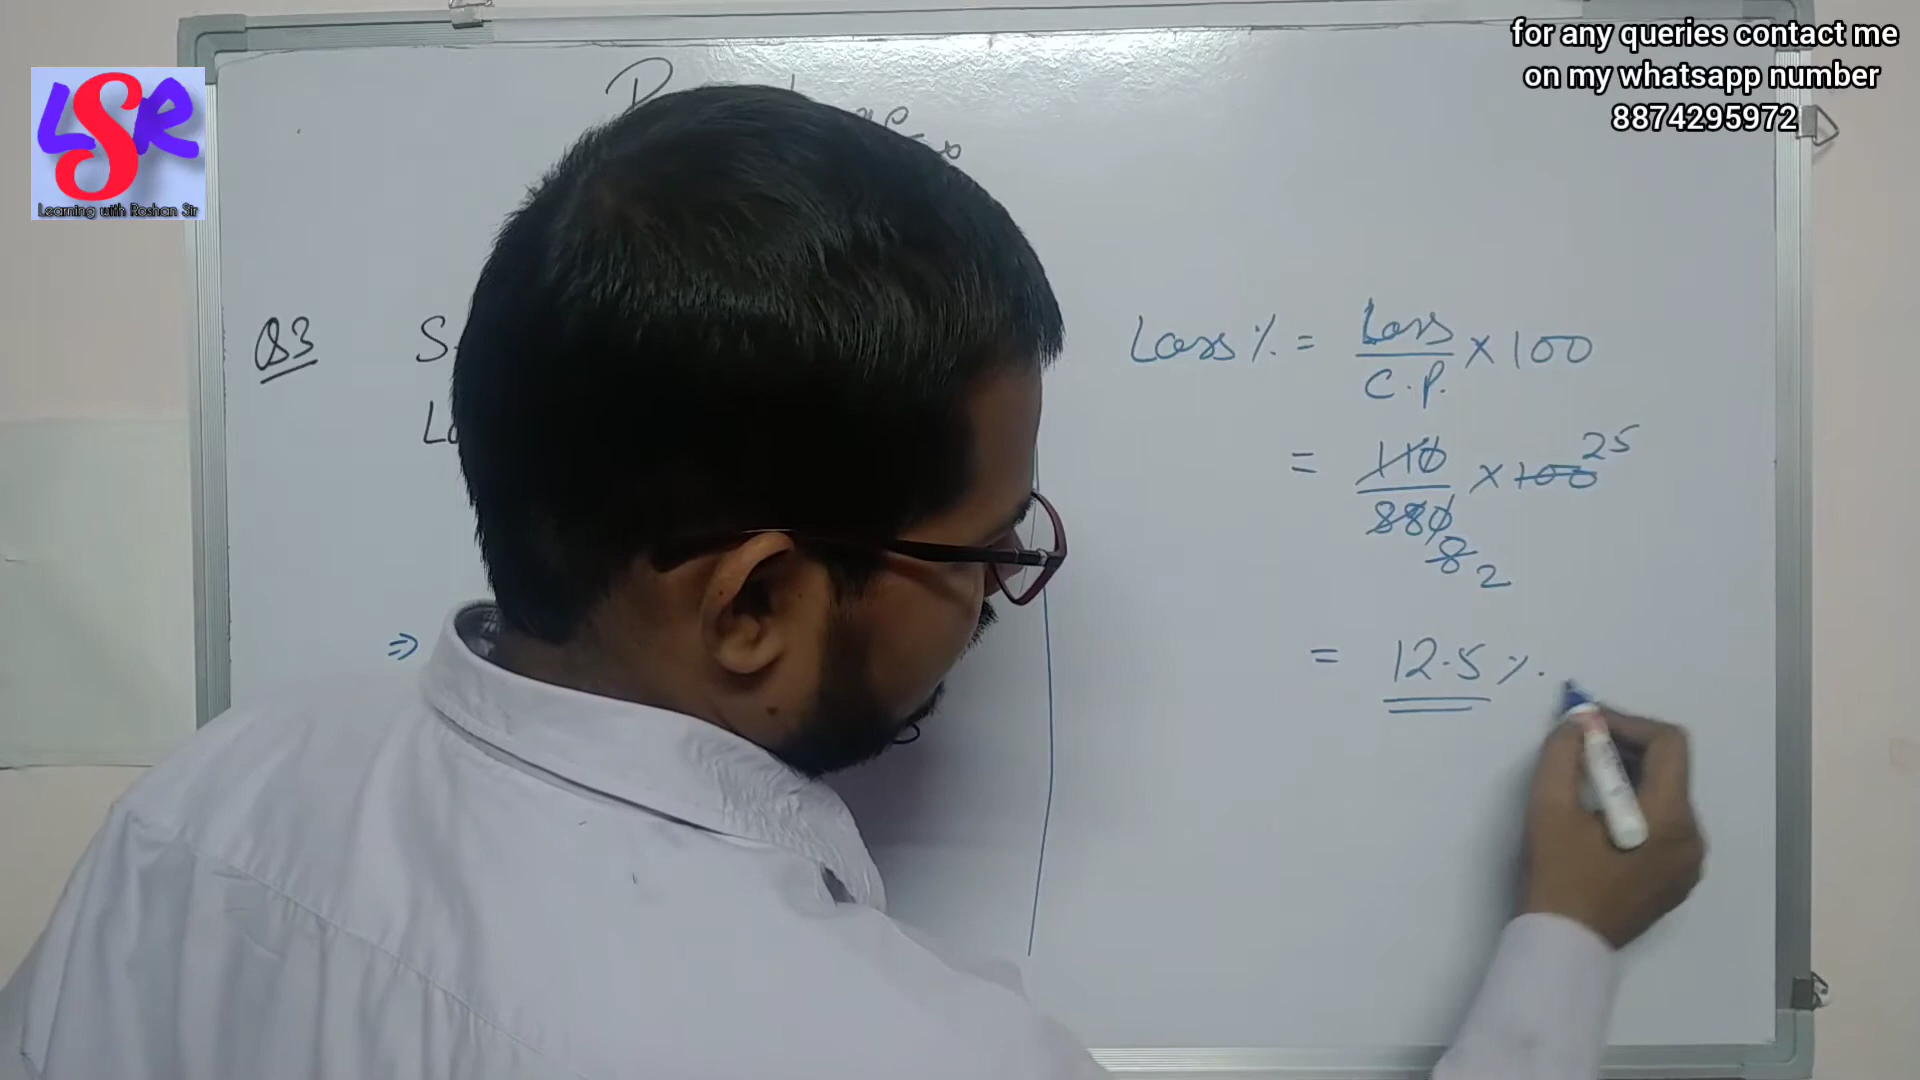 for any queries contact me
on my whatsapp number
8874295972
LSR
Learning with Roshan Sir
Q3
Loss % = Loss / C.P. × 100
= 110 / 880 × 100 25
8 2
⇒
= 12.5 %.